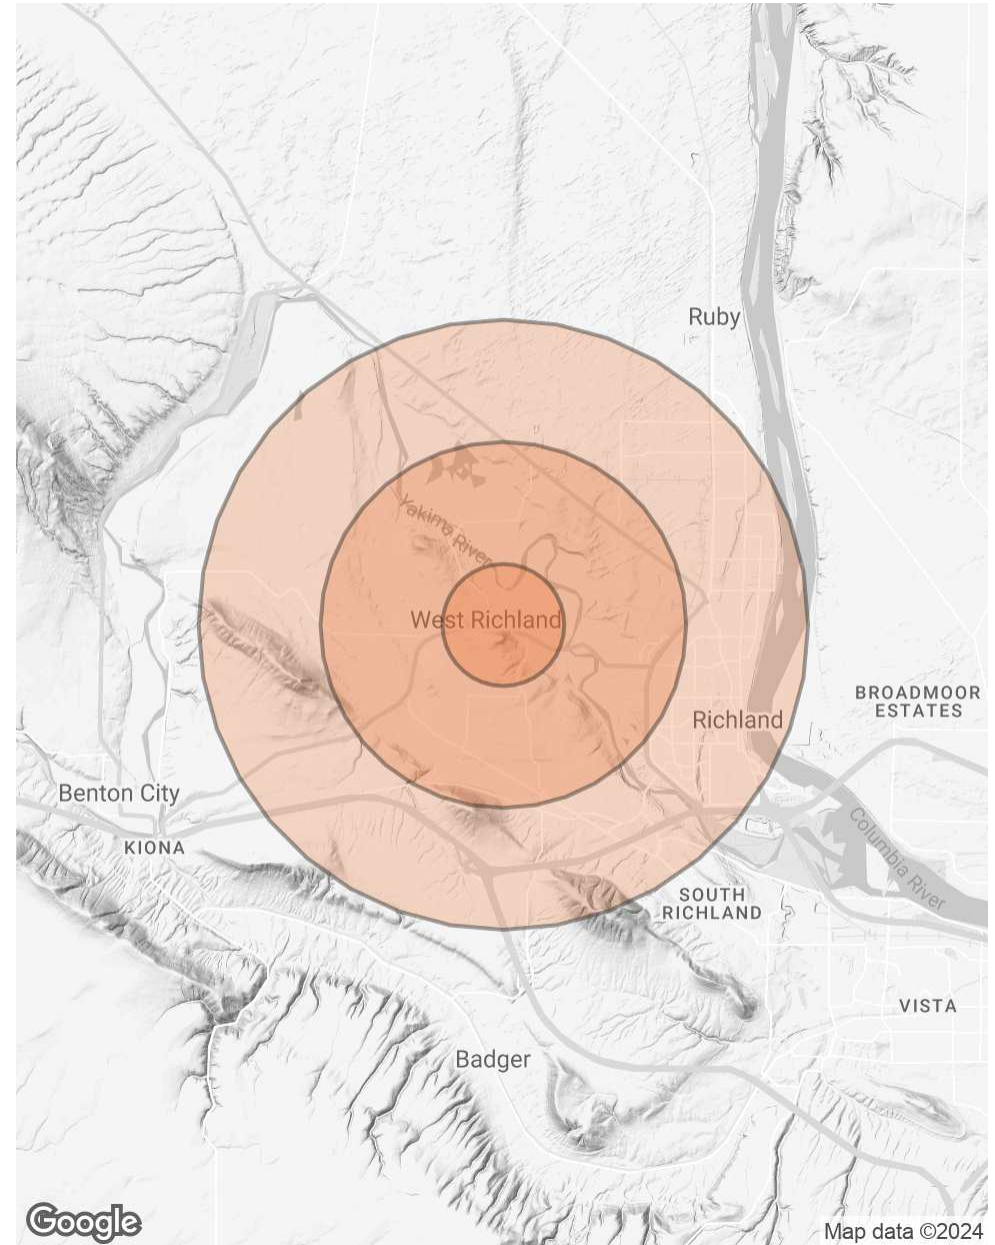 Ruby
Yakima River
West Richland
BROADMOOR
ESTATES
Richland
Benton City
KIONA
Columbia River
SOUTH
RICHLAND
VISTA
Badger
Google
Map data ©2024